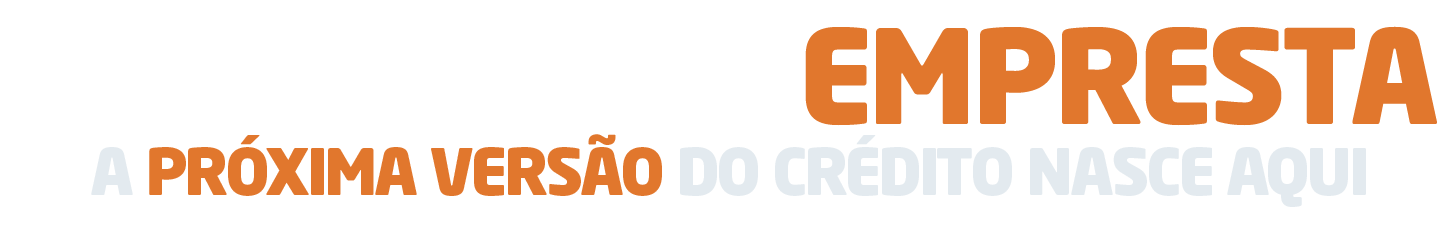 EMPRESTA
A PRÓXIMA VERSÃO DO CRÉDITO NASCE AQUI